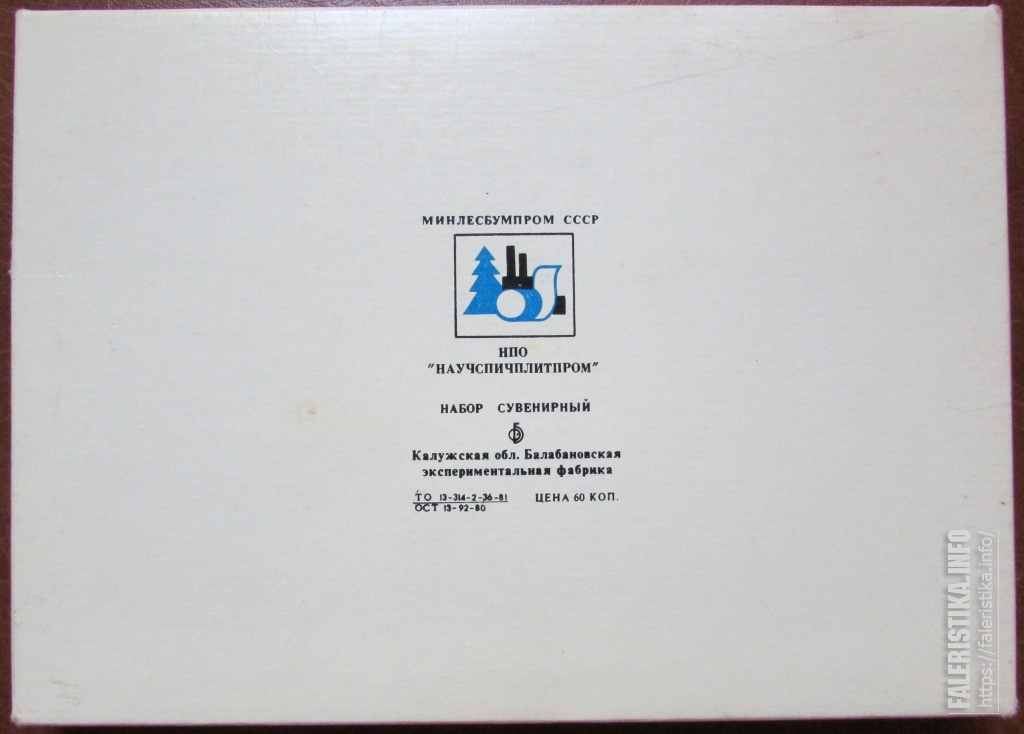 МИНЛЕСБУМПРОМ СССР
НПО
"НАУЧСПИЧПЛИТПРОМ"
НАБОР СУВЕНИРНЫЙ
Калужская обл. Балабановская
экспериментальная фабрика
ТО 13-314-2-36-81 ЦЕНА 60 КОП.
ОСТ 13-92-80
FALERISTIKA.INFO
https://faleristika.info/